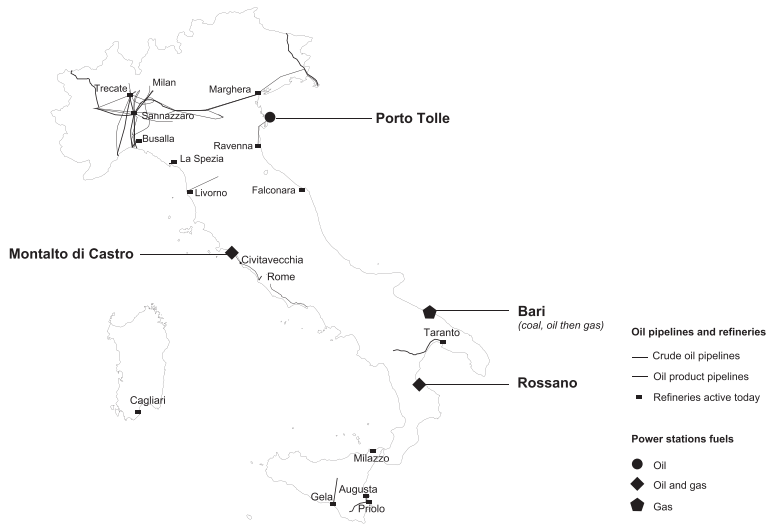 Trecate
Milan
Marghera
Sannazzaro
Porto Tolle
Busalla
Ravenna
La Spezia
Livorno
Falconara
Montalto di Castro
Civitavecchia
Rome
Bari
(coal, oil then gas)
Taranto
Rossano
Cagliari
Milazzo
Augusta
Gela
Priolo
Oil pipelines and refineries
Crude oil pipelines
Oil product pipelines
Refineries active today
Power stations fuels
Oil
Oil and gas
Gas